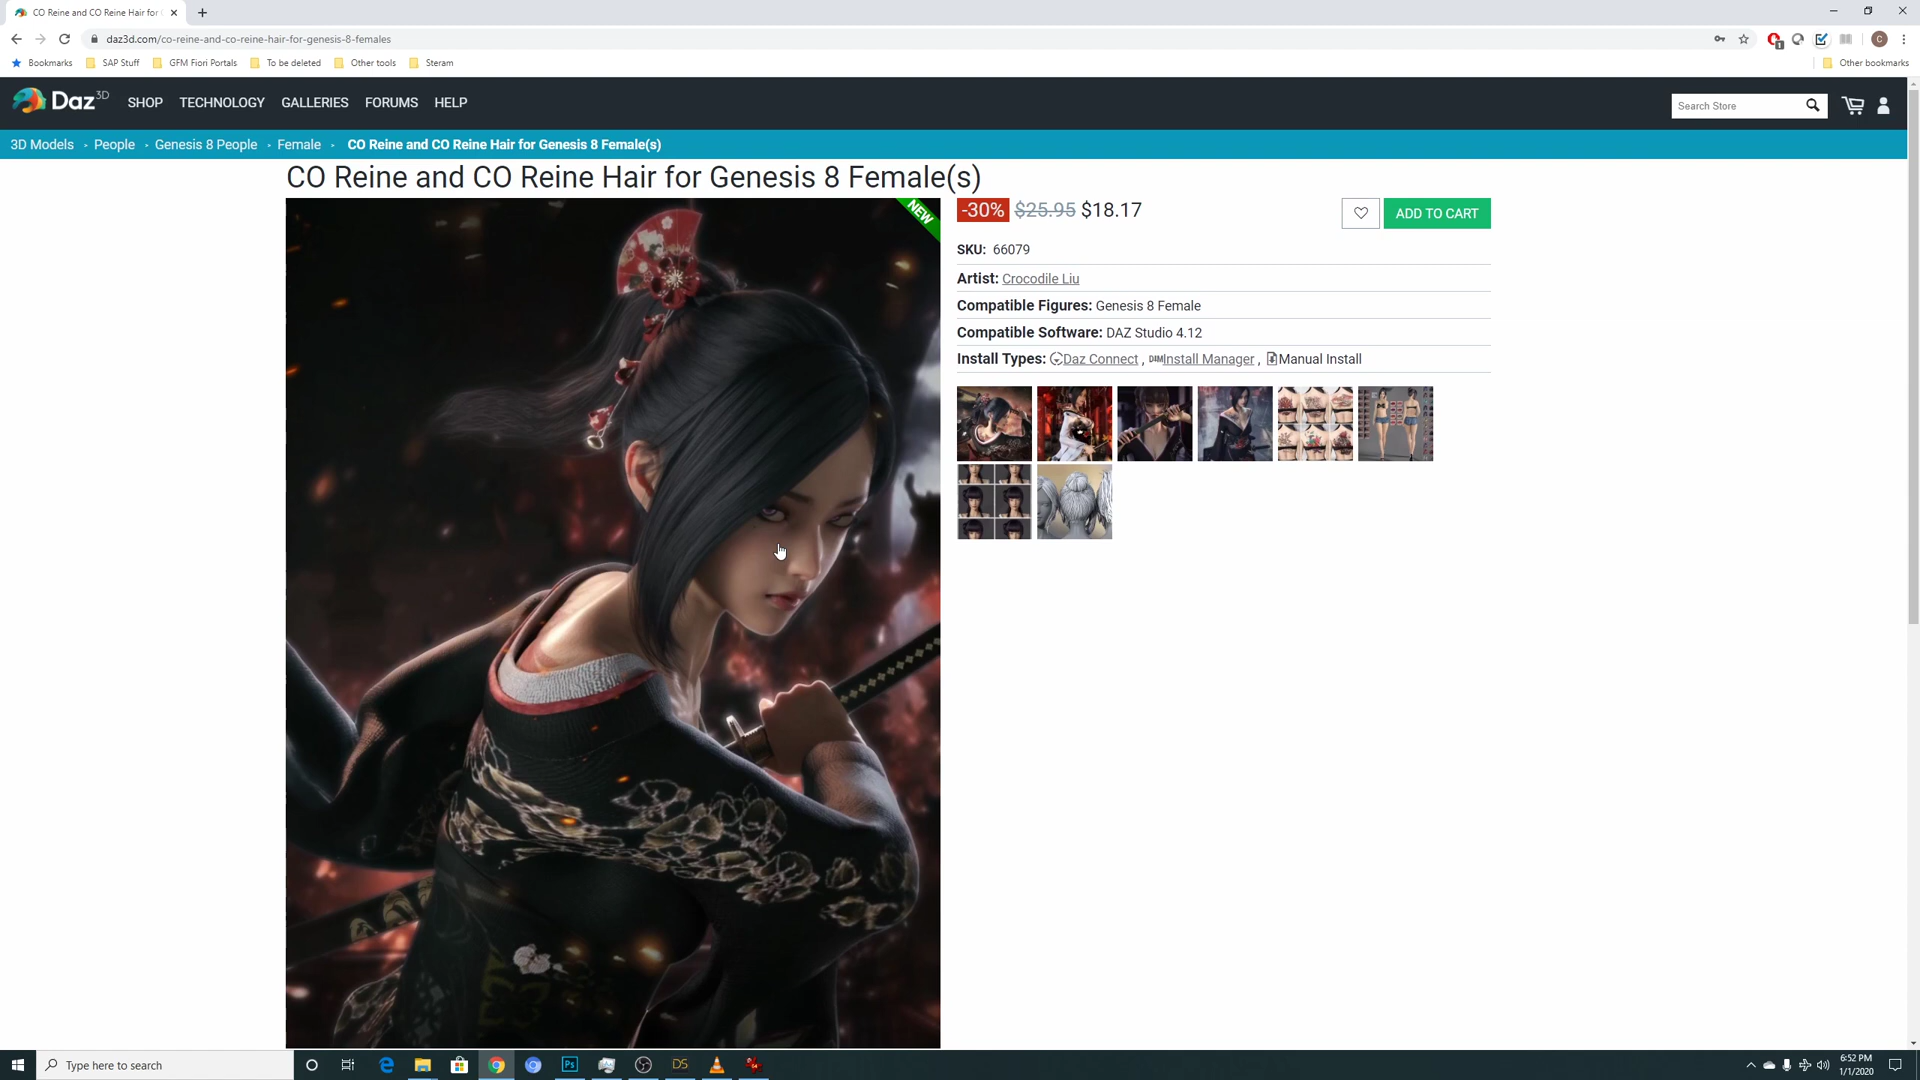 CO Reine and CO Reine Hair for G
daz3d.com/co-reine-and-co-reine-hair-for-genesis-8-females
1
C
Bookmarks SAP Stuff GFM Fiori Portals To be deleted Other tools Steram Other bookmarks
Daz 3D SHOP TECHNOLOGY GALLERIES FORUMS HELP Search Store
3D Models People Genesis 8 People Female CO Reine and CO Reine Hair for Genesis 8 Female(s)
CO Reine and CO Reine Hair for Genesis 8 Female(s)
NEW
-30% $25.95 $18.17 ADD TO CART
SKU: 66079
Artist: Crocodile Liu
Compatible Figures: Genesis 8 Female
Compatible Software: DAZ Studio 4.12
Install Types: Daz Connect , DIM Install Manager , Manual Install
Type here to search
Ps
DS
6:52 PM
1/1/2020